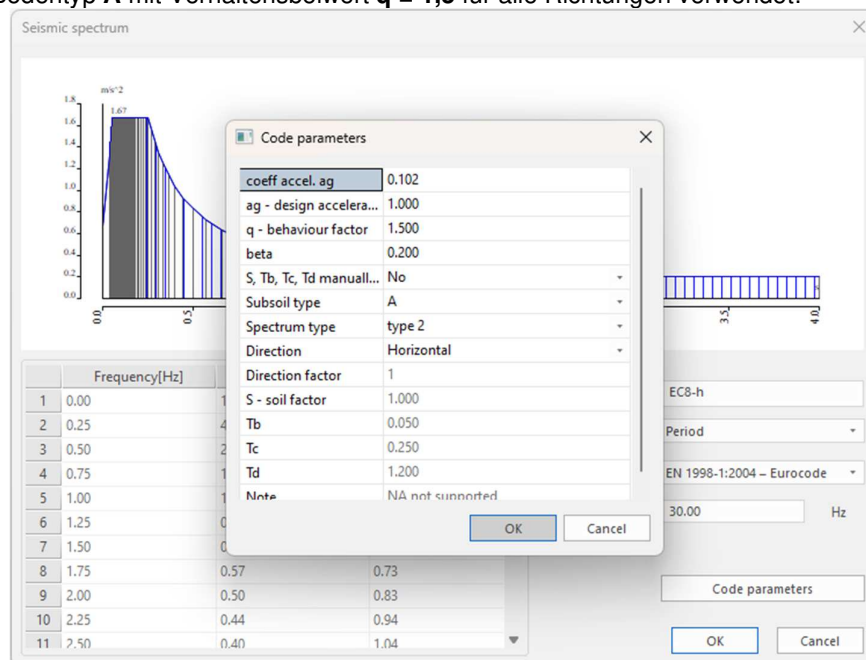 Bodentyp A mit Verhaltensbeiwert q = 1,5 für alle Richtungen verwendet.
Seismic spectrum
m/s^2
1.8
1.67
1.6
1.4
1.2
1.0
0.8
0.6
0.4
0.2
0.0
0.0
0.5
3.5
4.0
Code parameters
coeff accel. ag 0.102
ag - design accelera... 1.000
q - behaviour factor 1.500
beta 0.200
S, Tb, Tc, Td manuall... No
Subsoil type A
Spectrum type type 2
Direction Horizontal
Direction factor 1
S - soil factor 1.000
Tb 0.050
Tc 0.250
Td 1.200
Note NA not supported
OK Cancel
Frequency[Hz]
1 0.00 1
2 0.25 4
3 0.50 2
4 0.75 1
5 1.00 1
6 1.25 0
7 1.50 0
8 1.75 0.57 0.73
9 2.00 0.50 0.83
10 2.25 0.44 0.94
11 2.50 0.40 1.04
EC8-h
Period
EN 1998-1:2004 – Eurocode
30.00 Hz
Code parameters
OK Cancel